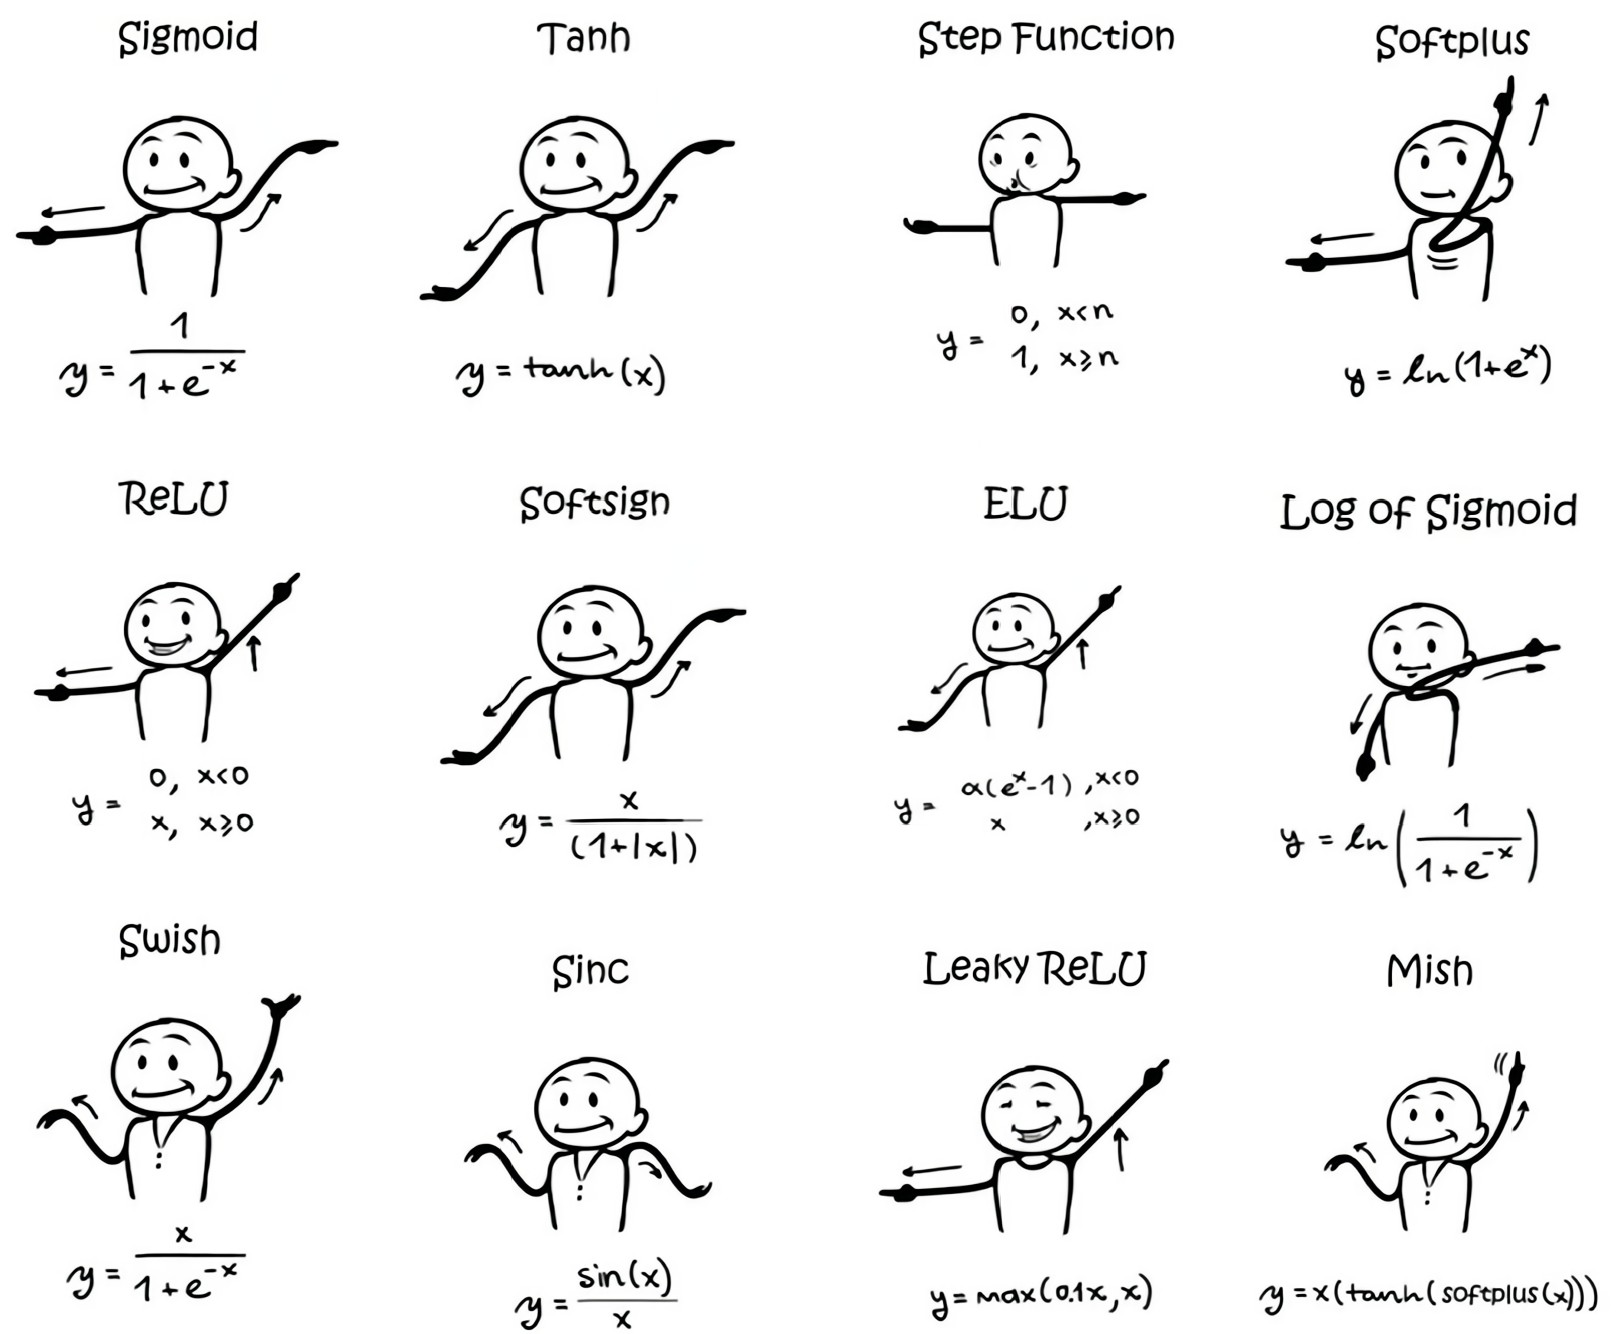 Sigmoid
Tanh
Step Function
Softplus
y = 1 / 1+e^-x
y = tanh(x)
y = 0, x<n
1, x≥n
y = ln(1+e^x)
ReLU
Softsign
ELU
Log of Sigmoid
y = 0, x<0
x, x≥0
y = x / (1+|x|)
y = α(e^x-1) ,x<0
x ,x≥0
y = ln(1 / 1+e^-x)
Swish
Sinc
Leaky ReLU
Mish
y = x / 1+e^-x
y = sin(x) / x
y = max(0.1x,x)
y = x(tanh(softplus(x)))